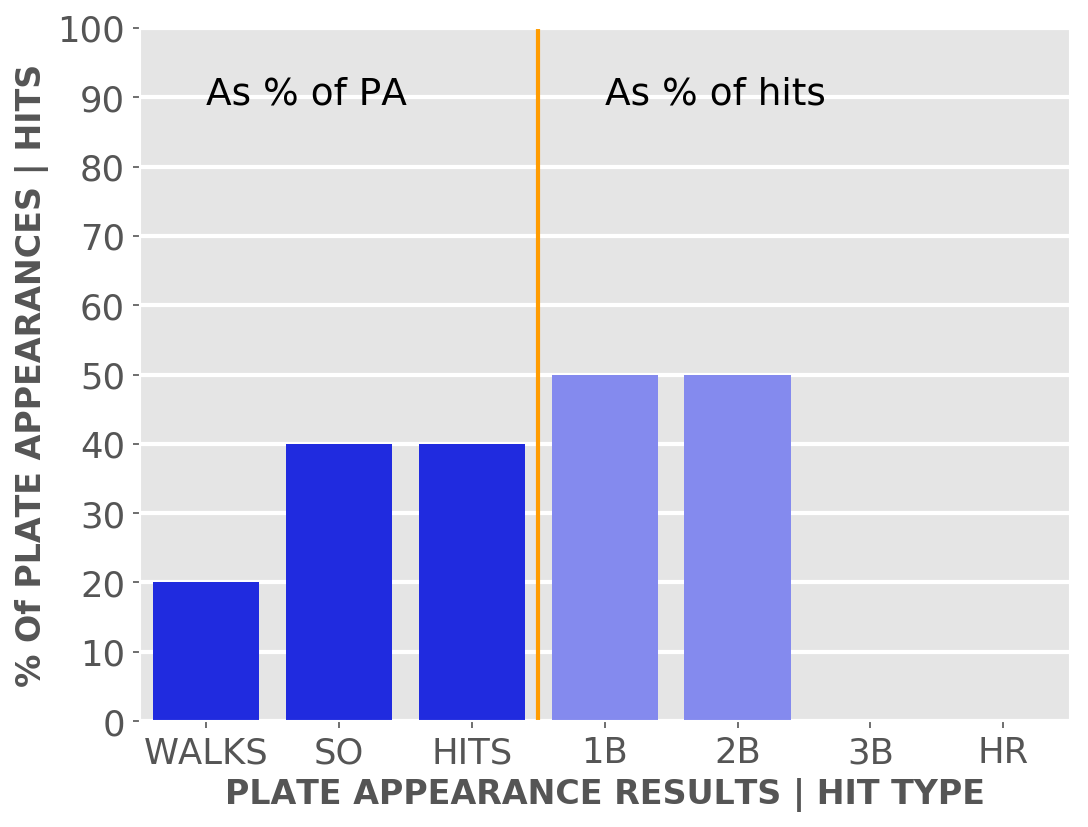 % Of PLATE APPEARANCES | HITS
100
90
80
70
60
50
40
30
20
10
0
As % of PA
As % of hits
WALKS SO HITS 1B 2B 3B HR
PLATE APPEARANCE RESULTS | HIT TYPE